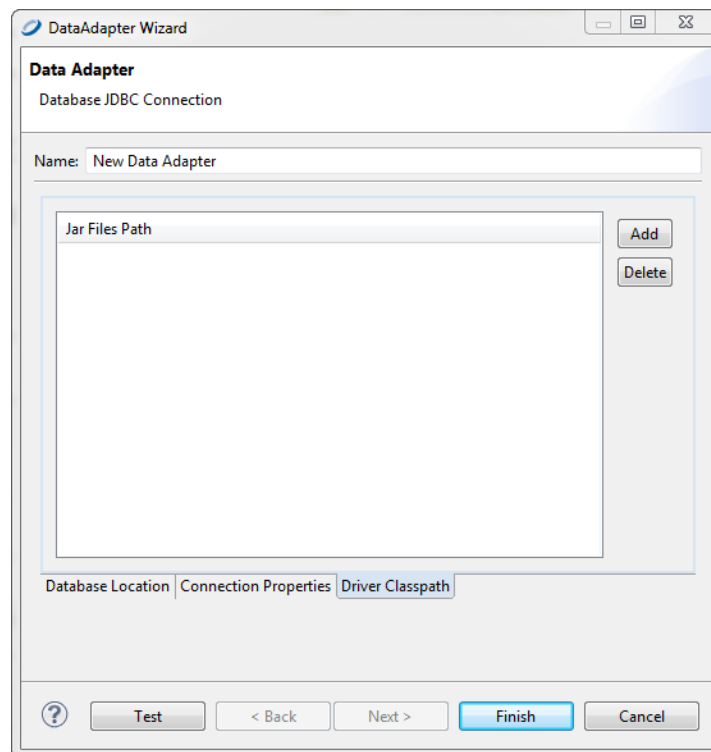 DataAdapter Wizard
Data Adapter
Database JDBC Connection
Name: New Data Adapter
Jar Files Path
Add
Delete
Database Location Connection Properties Driver Classpath
? Test < Back Next > Finish Cancel